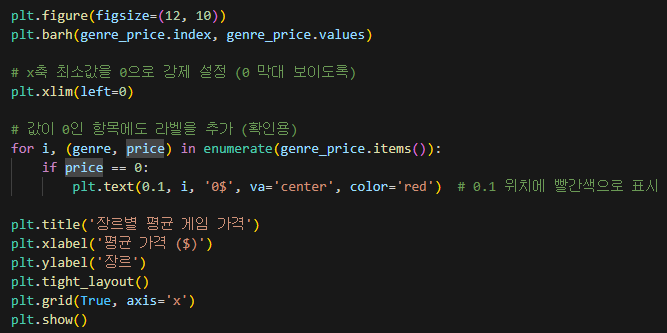 plt.figure(figsize=(12, 10))
plt.barh(genre_price.index, genre_price.values)
# x축 최소값을 0으로 강제 설정 (0 막대 보이도록)
plt.xlim(left=0)
# 값이 0인 항목에도 라벨을 추가 (확인용)
for i, (genre, price) in enumerate(genre_price.items()):
    if price == 0:
        plt.text(0.1, i, '0$', va='center', color='red')  # 0.1 위치에 빨간색으로 표시
plt.title('장르별 평균 게임 가격')
plt.xlabel('평균 가격 ($)')
plt.ylabel('장르')
plt.tight_layout()
plt.grid(True, axis='x')
plt.show()